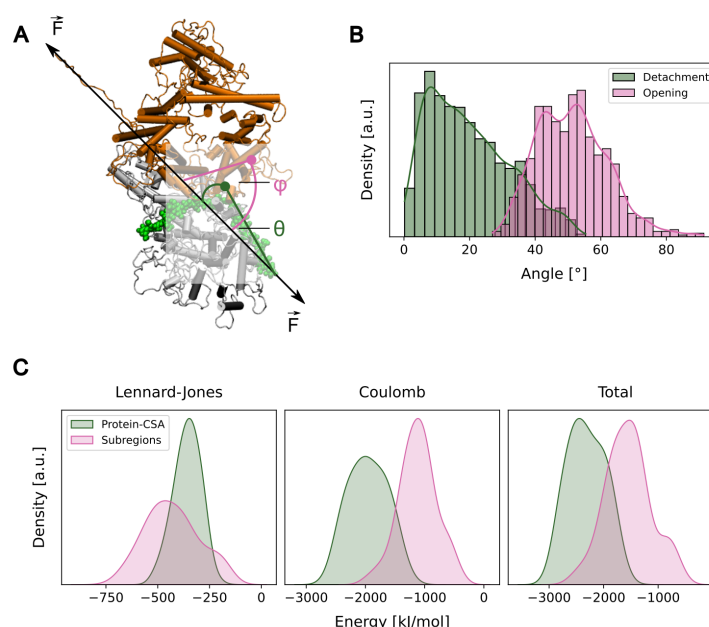 A
F
φ
θ
F
B
Detachment
Opening
Density [a.u.]
0 20 40 60 80
Angle [°]
C
Lennard-Jones Coulomb Total
Protein-CSA
Subregions
Density [a.u.]
−750 −500 −250 0 −3000 −2000 −1000 0 −3000 −2000 −1000
Energy [kJ/mol]